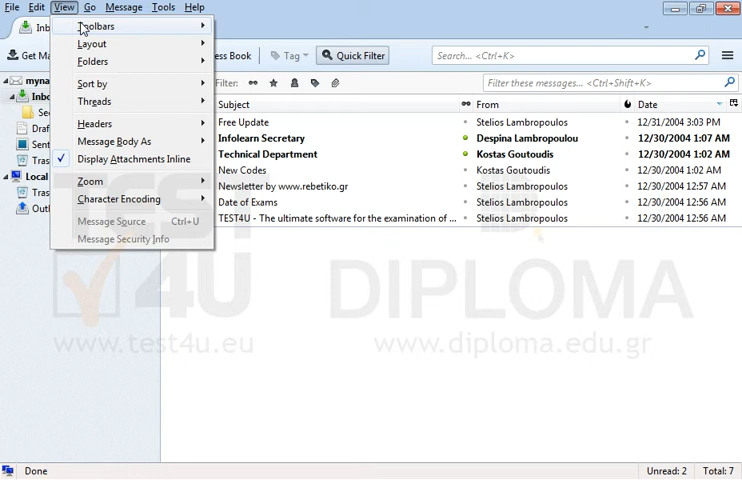 File Edit View Go Message Tools Help
Toolbars
Layout
Folders
Sort by
Threads
Headers
Message Body As
Display Attachments Inline
Zoom
Character Encoding
Message Source Ctrl+U
Message Security Info
Get Ma
ess Book
Tag
Quick Filter
Search... <Ctrl+K>
Filter:
Filter these messages... <Ctrl+Shift+K>
Subject From Date
Free Update Stelios Lambropoulos 12/31/2004 3:03 PM
Infolearn Secretary Despina Lambropoulou 12/30/2004 1:07 AM
Technical Department Kostas Goutoudis 12/30/2004 1:02 AM
New Codes Kostas Goutoudis 12/30/2004 1:02 AM
Newsletter by www.rebetiko.gr Stelios Lambropoulos 12/30/2004 12:57 AM
Date of Exams Stelios Lambropoulos 12/30/2004 12:56 AM
TEST4U - The ultimate software for the examination of ... Stelios Lambropoulos 12/30/2004 12:56 AM
Inb
myna
Inbo
Se
Draf
Sent
Tras
Local
Tras
Outb
TEST
4U
DIPLOMA
www.test4u.eu
www.diploma.edu.gr
Done Unread: 2 Total: 7